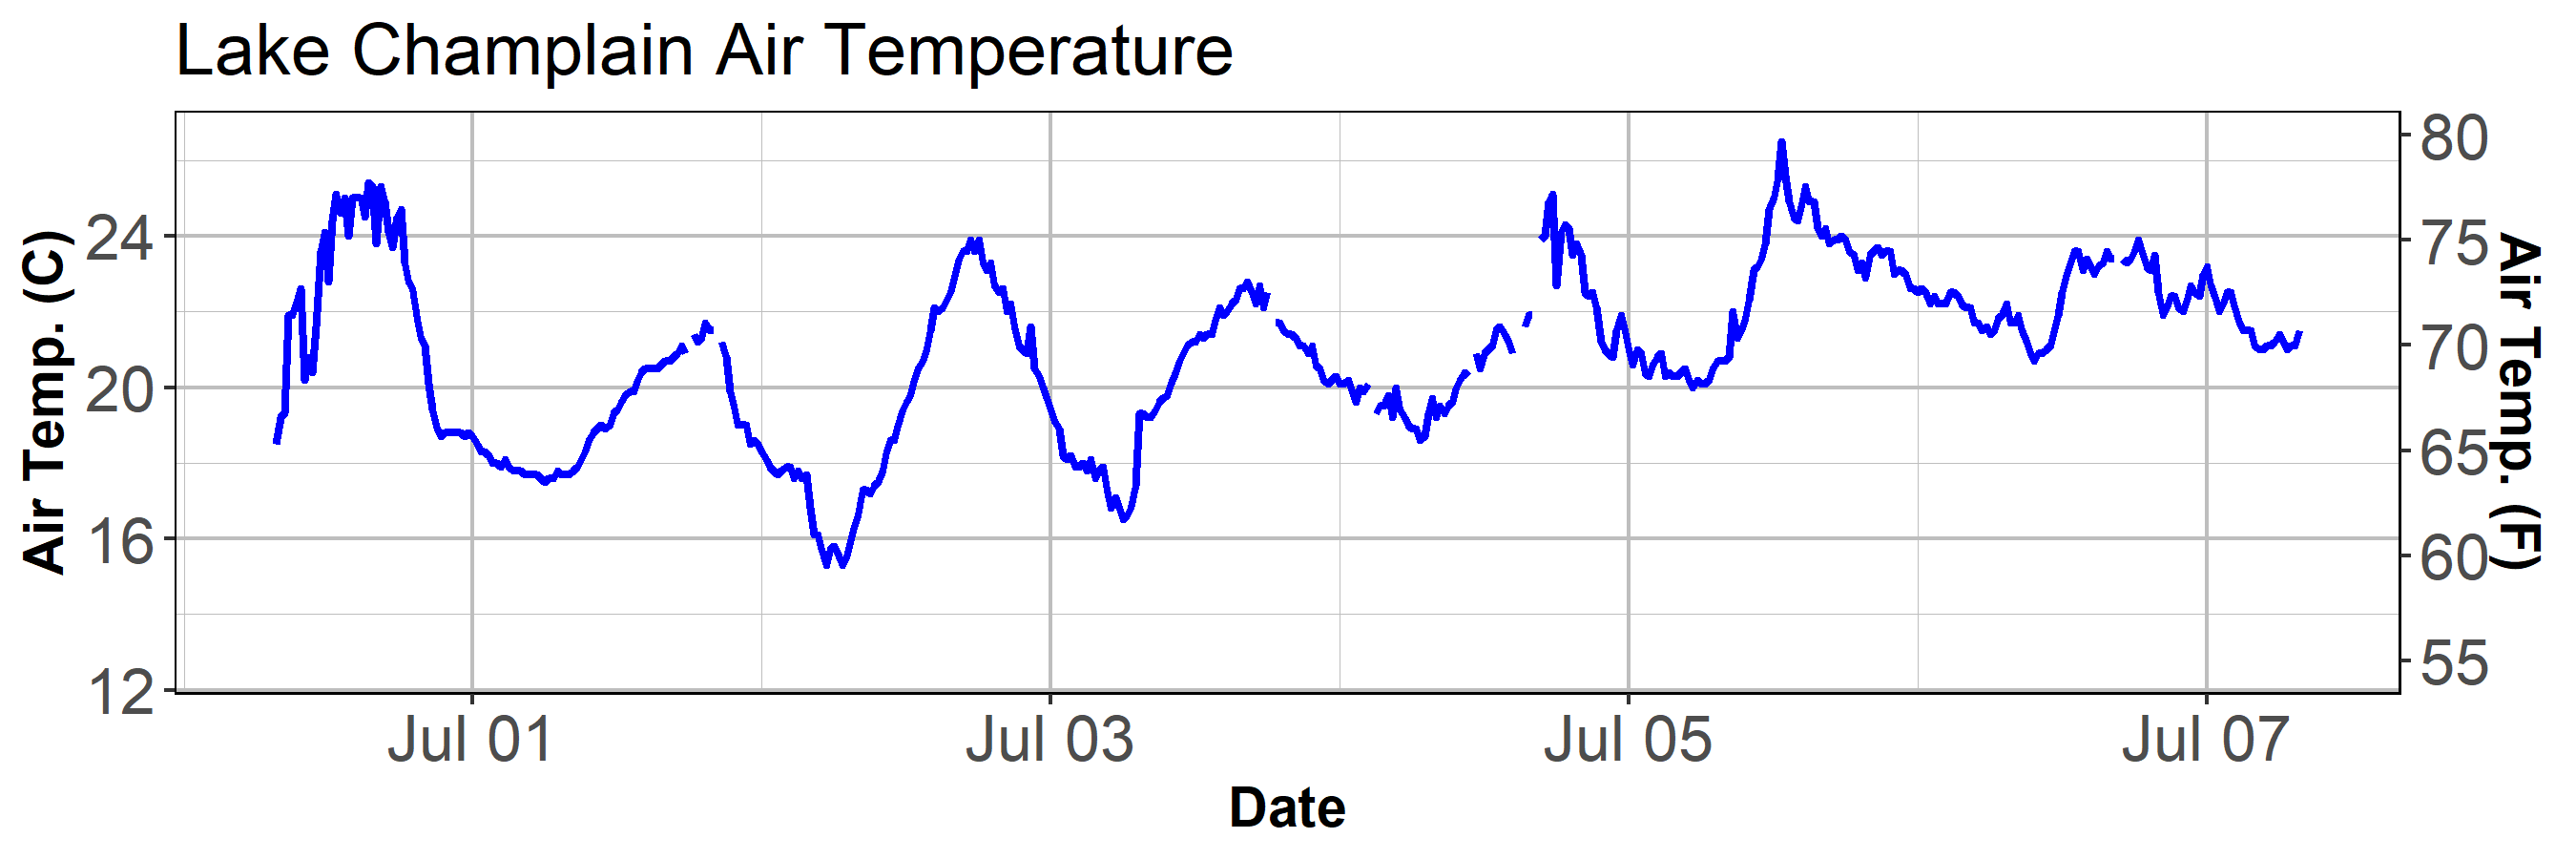 Lake Champlain Air Temperature
Air Temp. (C)
24
20
16
12
80
75
70
65
60
55
Air Temp. (F)
Jul 01 Jul 03 Jul 05 Jul 07
Date